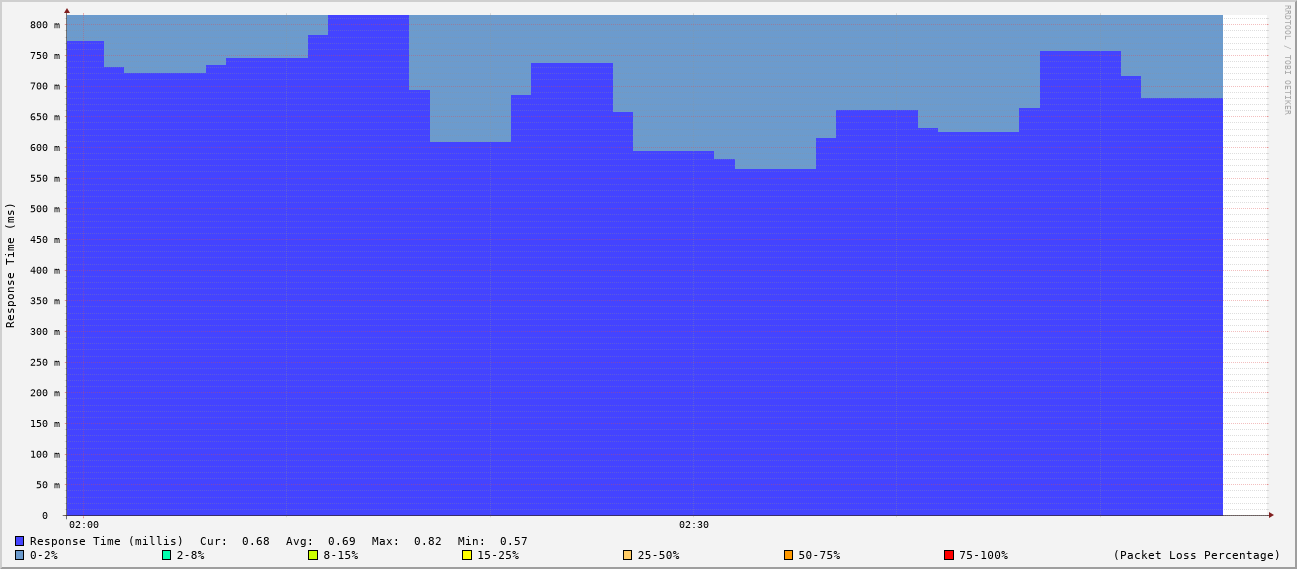 RRDTOOL / TOBI OETIKER
Response Time (ms)
800 m
750 m
700 m
650 m
600 m
550 m
500 m
450 m
400 m
350 m
300 m
250 m
200 m
150 m
100 m
50 m
0
02:00 02:30
Response Time (millis) Cur: 0.68 Avg: 0.69 Max: 0.82 Min: 0.57
0-2% 2-8% 8-15% 15-25% 25-50% 50-75% 75-100% (Packet Loss Percentage)